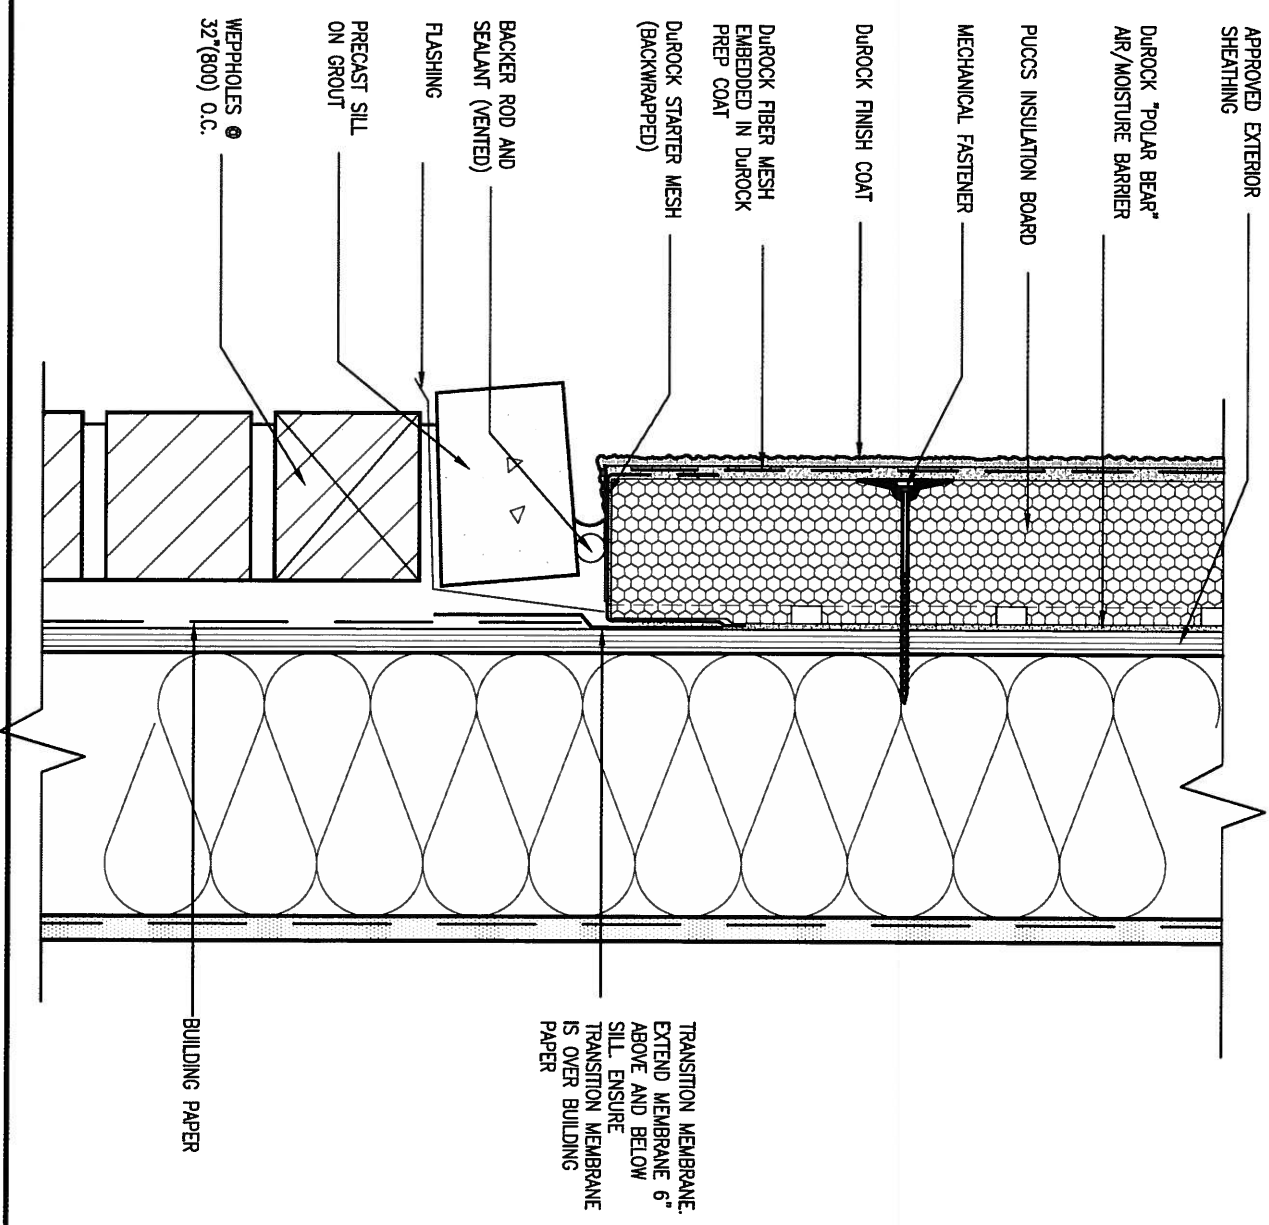 APPROVED EXTERIOR
SHEATHING
DuROCK "POLAR BEAR"
AIR/MOISTURE BARRIER
PUCCS INSULATION BOARD
MECHANICAL FASTENER
DuROCK FINISH COAT
DuROCK FIBER MESH
EMBEDDED IN DuROCK
PREP COAT
DuROCK STARTER MESH
(BACKWRAPPED)
BACKER ROD AND
SEALANT (VENTED)
FLASHING
PRECAST SILL
ON GROUT
WEPPHOLES @
32"(800) O.C.
TRANSITION MEMBRANE.
EXTEND MEMBRANE 6"
ABOVE AND BELOW
SILL. ENSURE
TRANSITION MEMBRANE
IS OVER BUILDING
PAPER
BUILDING PAPER